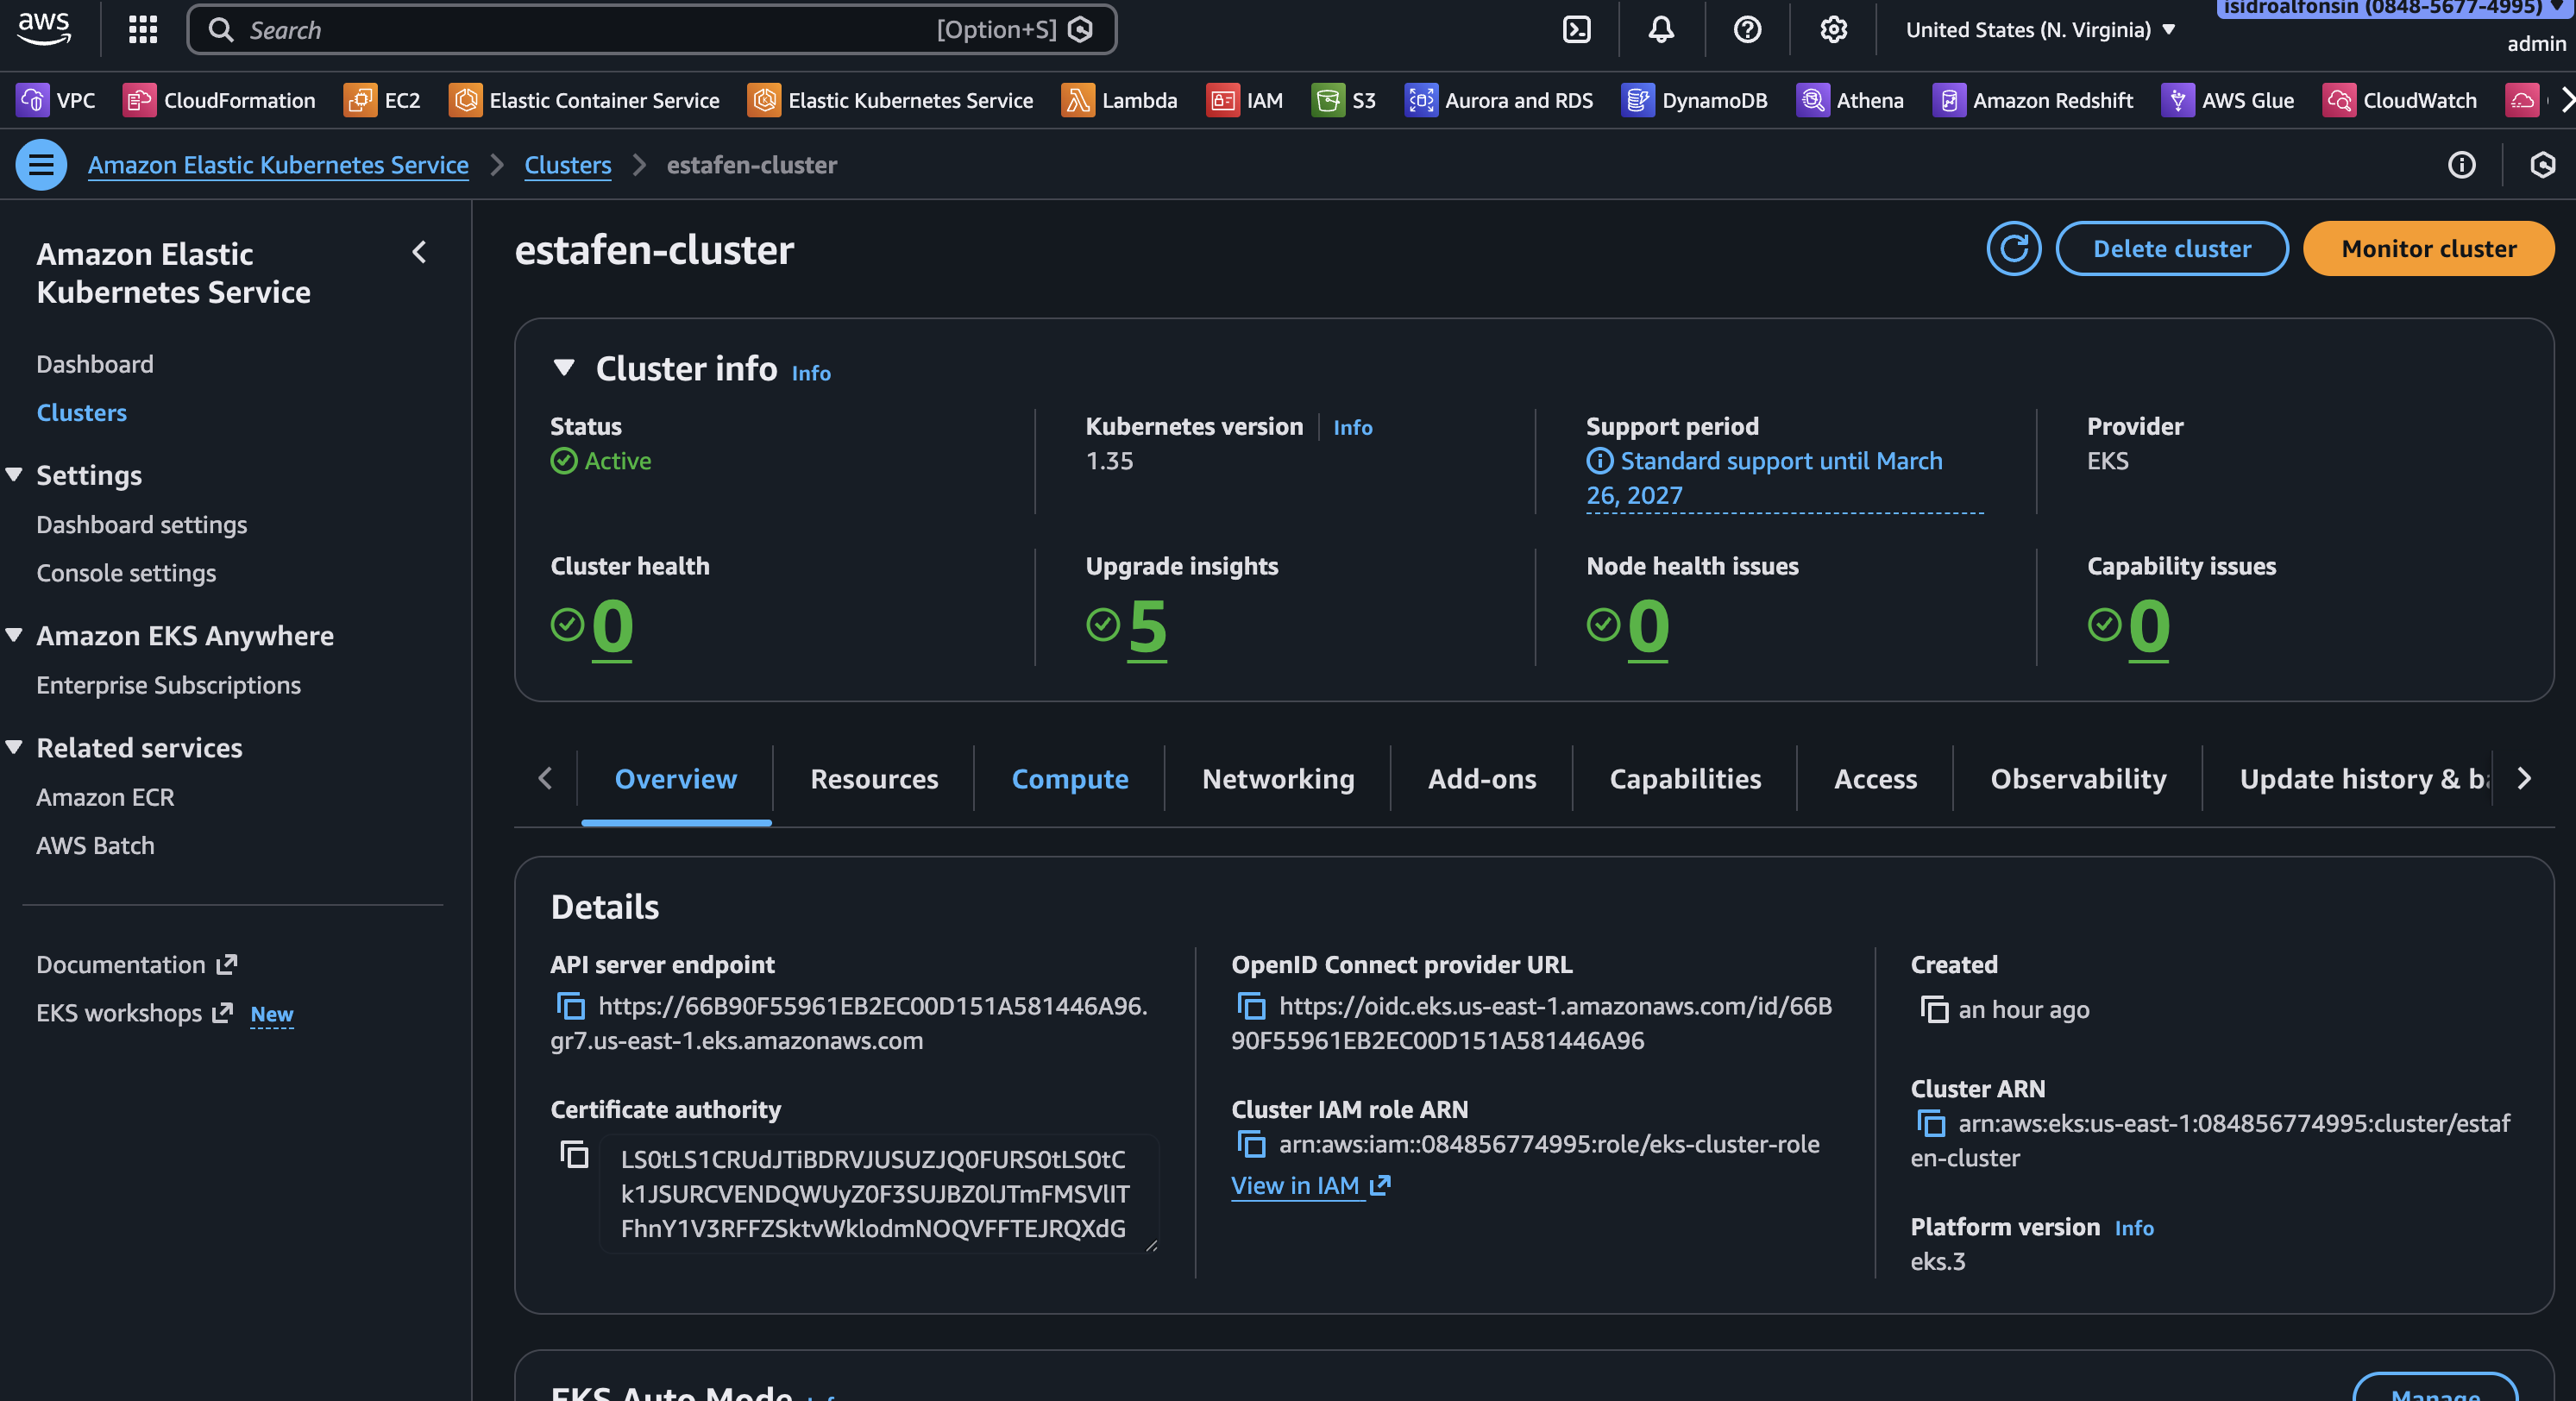 aws
Search
[Option+S]
United States (N. Virginia)
isidroalfonsin (0848-5677-4995)
admin
VPC
CloudFormation
EC2
Elastic Container Service
Elastic Kubernetes Service
Lambda
IAM
S3
Aurora and RDS
DynamoDB
Athena
Amazon Redshift
AWS Glue
CloudWatch
Amazon Elastic Kubernetes Service
Clusters
estafen-cluster
Amazon Elastic
Kubernetes Service
Dashboard
Clusters
Settings
Dashboard settings
Console settings
Amazon EKS Anywhere
Enterprise Subscriptions
Related services
Amazon ECR
AWS Batch
Documentation
EKS workshops New
estafen-cluster
Delete cluster
Monitor cluster
Cluster info Info
Status
Active
Kubernetes version Info
1.35
Support period
Standard support until March
26, 2027
Provider
EKS
Cluster health
0
Upgrade insights
5
Node health issues
0
Capability issues
0
Overview
Resources
Compute
Networking
Add-ons
Capabilities
Access
Observability
Update history & ba
Details
API server endpoint
https://66B90F55961EB2EC00D151A581446A96.
gr7.us-east-1.eks.amazonaws.com
Certificate authority
LS0tLS1CRUdJTiBDRVJUSUZJQ0FURS0tLS0tC
k1JSURCVENDQWUyZ0F3SUJBZ0lJTmFMSVlIT
FhnY1V3RFFZSktvWklodmNOQVFFTEJRQXdG
OpenID Connect provider URL
https://oidc.eks.us-east-1.amazonaws.com/id/66B
90F55961EB2EC00D151A581446A96
Cluster IAM role ARN
arn:aws:iam::084856774995:role/eks-cluster-role
View in IAM
Created
an hour ago
Cluster ARN
arn:aws:eks:us-east-1:084856774995:cluster/estaf
en-cluster
Platform version Info
eks.3
EKS Auto Mode Info
Manage